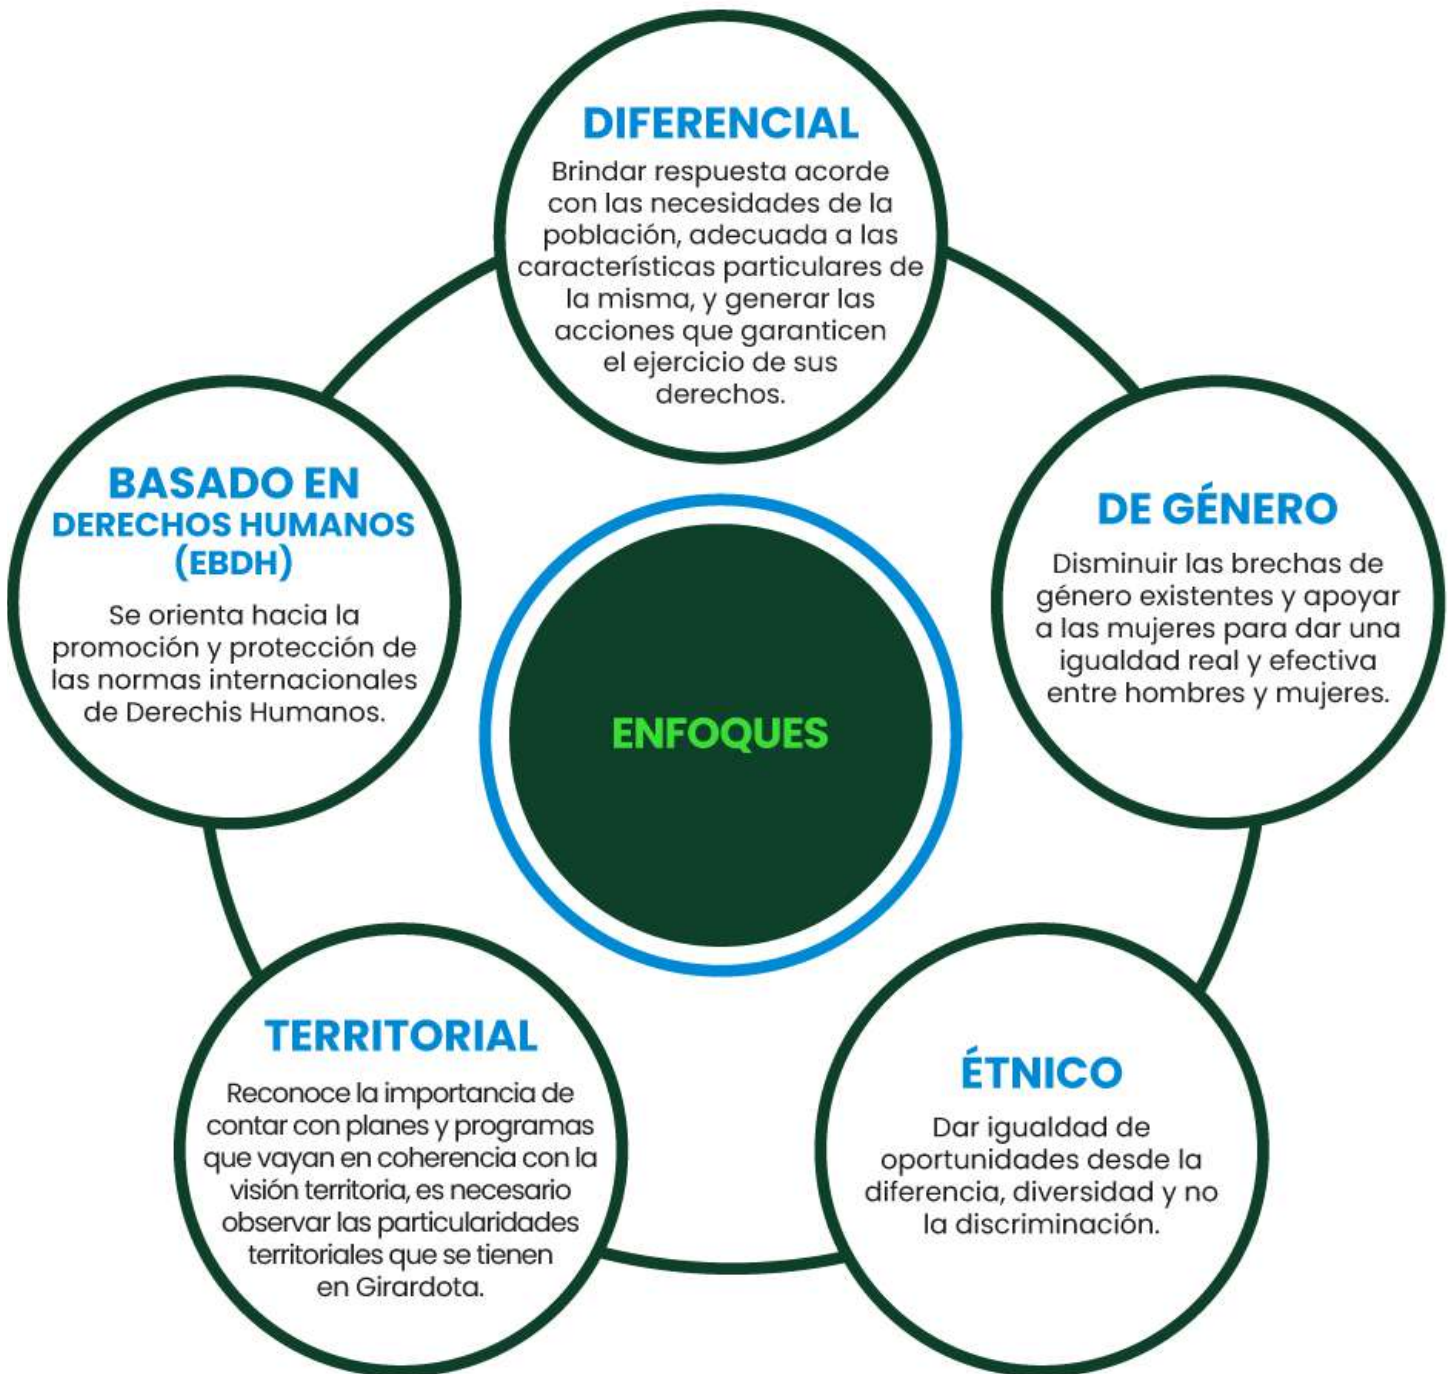 DIFERENCIAL
Brindar respuesta acorde
con las necesidades de la
población, adecuada a las
características particulares de
la misma, y generar las
acciones que garanticen
el ejercicio de sus
derechos.
BASADO EN
DERECHOS HUMANOS
(EBDH)
Se orienta hacia la
promoción y protección de
las normas internacionales
de Derechis Humanos.
DE GÉNERO
Disminuir las brechas de
género existentes y apoyar
a las mujeres para dar una
igualdad real y efectiva
entre hombres y mujeres.
ENFOQUES
TERRITORIAL
Reconoce la importancia de
contar con planes y programas
que vayan en coherencia con la
visión territoria, es necesario
observar las particularidades
territoriales que se tienen
en Girardota.
ÉTNICO
Dar igualdad de
oportunidades desde la
diferencia, diversidad y no
la discriminación.